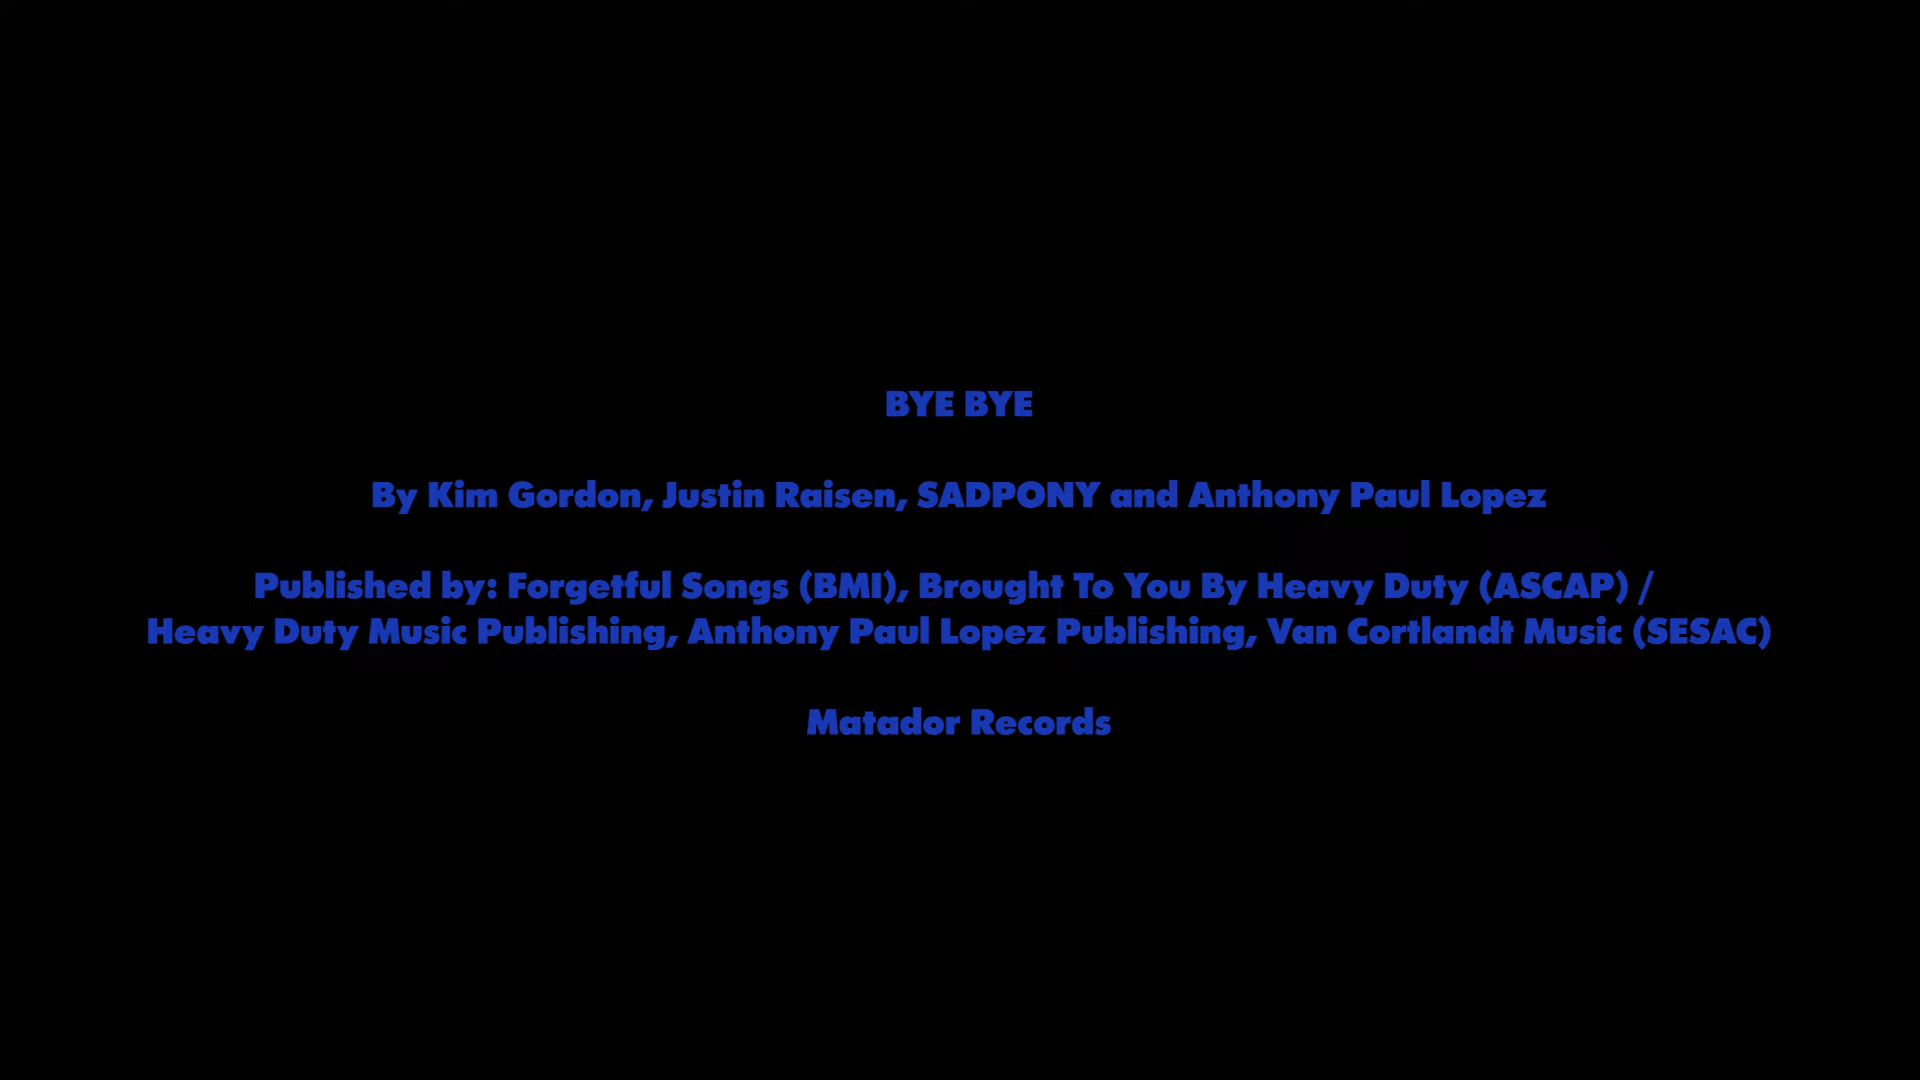 BYE BYE
By Kim Gordon, Justin Raisen, SADPONY and Anthony Paul Lopez
Published by: Forgetful Songs (BMI), Brought To You By Heavy Duty (ASCAP) /
Heavy Duty Music Publishing, Anthony Paul Lopez Publishing, Van Cortlandt Music (SESAC)
Matador Records